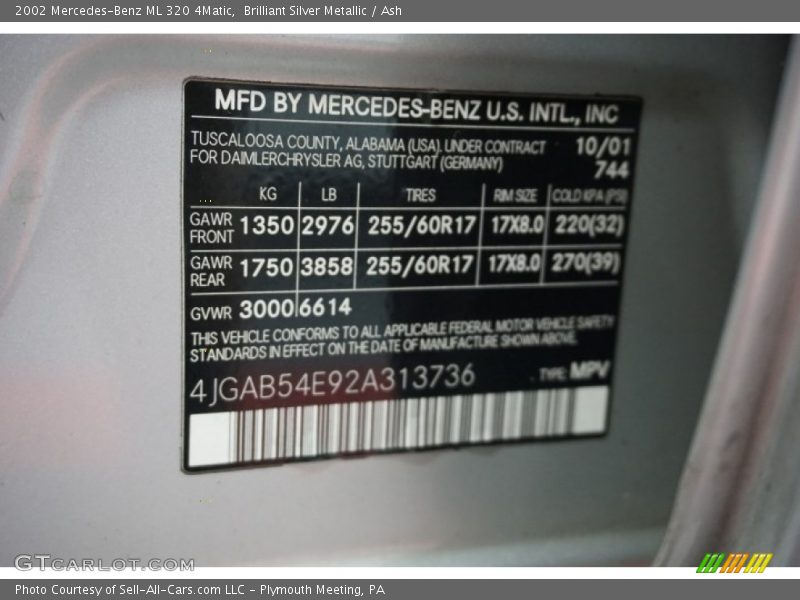 2002 Mercedes-Benz ML 320 4Matic,  Brilliant Silver Metallic / Ash
MFD BY MERCEDES-BENZ U.S. INTL., INC
TUSCALOOSA COUNTY, ALABAMA (USA). UNDER CONTRACT 10/01
FOR DAIMLERCHRYSLER AG, STUTTGART (GERMANY) 744
KG LB TIRES RIM SIZE COLD KPA (PSI)
GAWR FRONT 1350 2976 255/60R17 17X8.0 220(32)
GAWR REAR 1750 3858 255/60R17 17X8.0 270(39)
GVWR 3000 6614
THIS VEHICLE CONFORMS TO ALL APPLICABLE FEDERAL MOTOR VEHICLE SAFETY
STANDARDS IN EFFECT ON THE DATE OF MANUFACTURE SHOWN ABOVE.
4JGAB54E92A313736 TYPE: MPV
GTcarlot.com
Photo Courtesy of Sell-All-Cars.com LLC – Plymouth Meeting, PA